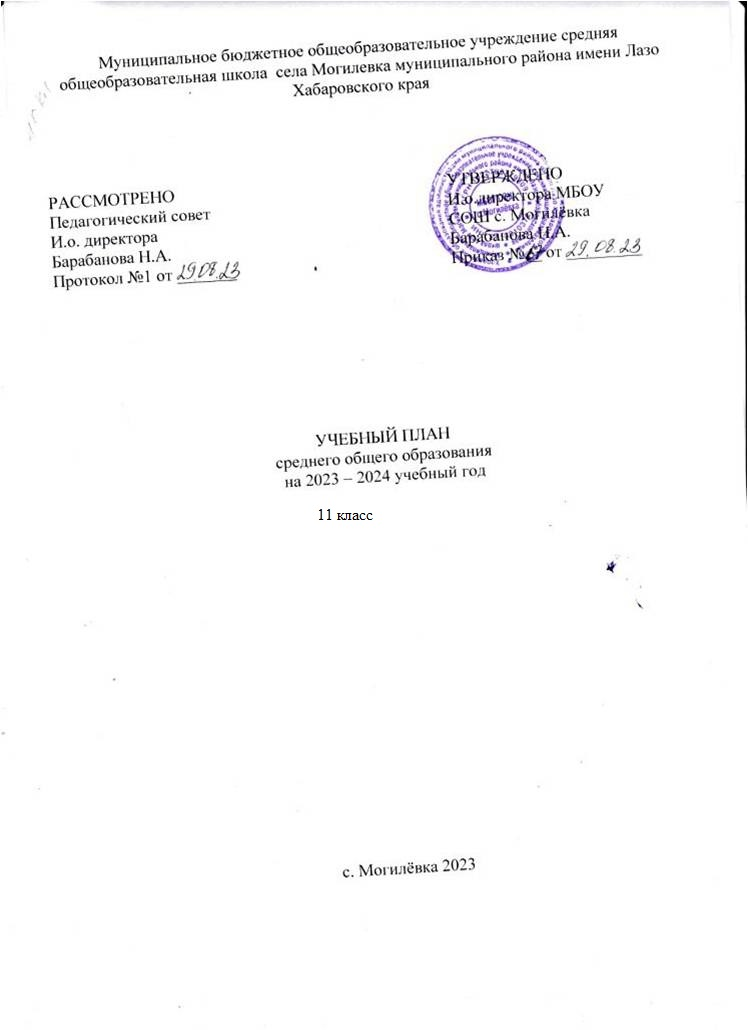 Муниципальное бюджетное общеобразовательное учреждение средняя
общеобразовательная школа села Могилевка муниципального района имени Лазо
Хабаровского края
РАССМОТРЕНО
Педагогический совет
И.о. директора
Барабанова Н.А.
Протокол №1 от 29.08.23
УТВЕРЖДЕНО
И.о. директора МБОУ
СОШ с. Могилёвка
Барабанова Н.А.
Приказ № от 29.08.23
УЧЕБНЫЙ ПЛАН
среднего общего образования
на 2023 – 2024 учебный год
11 класс
с. Могилёвка 2023